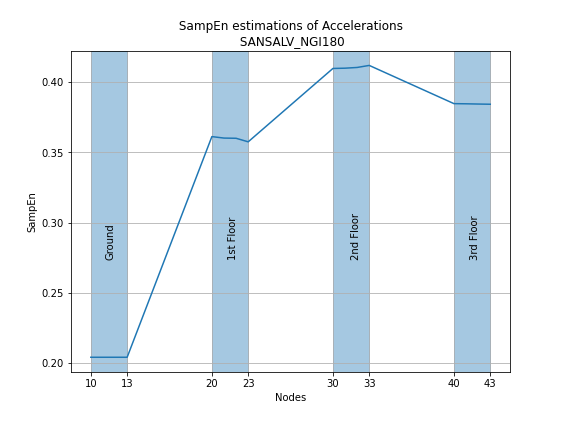 SampEn estimations of Accelerations
SANSALV_NGI180
0.40
0.35
0.30
0.25
0.20
SampEn
Ground
1st Floor
2nd Floor
3rd Floor
10 13 20 23 30 33 40 43
Nodes